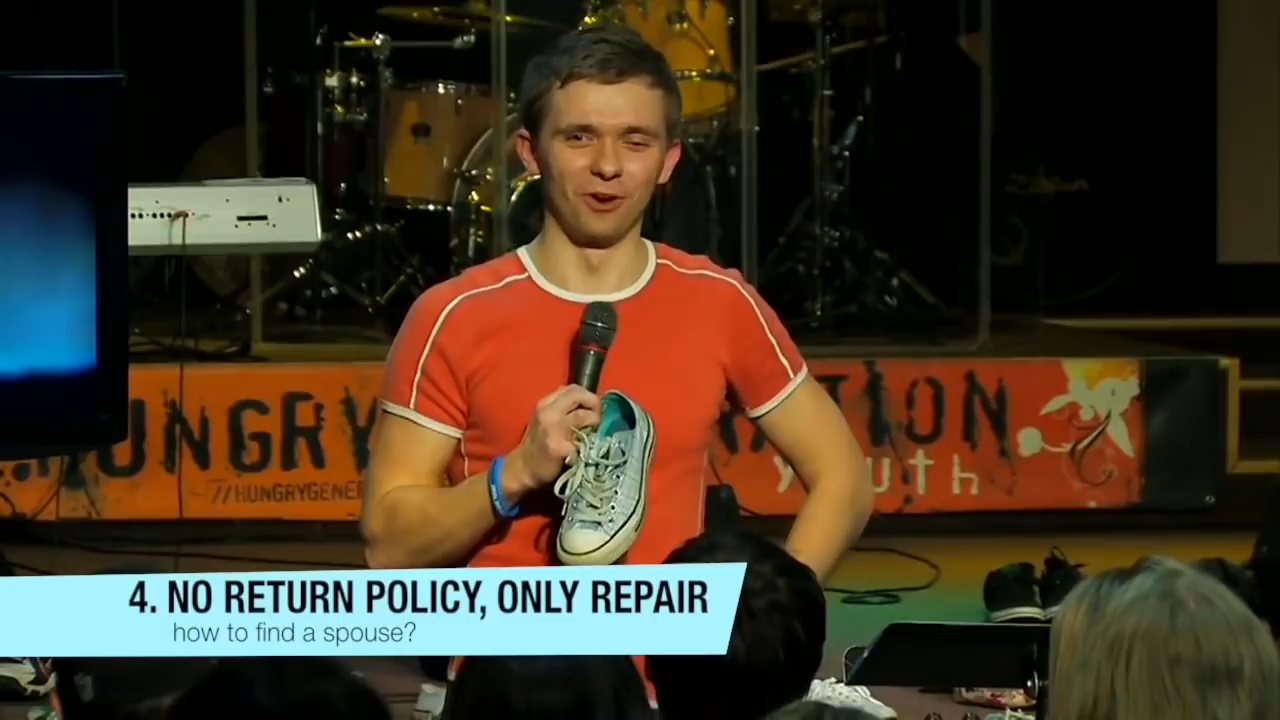 HUNGRY
ATION
youth
//HUNGRYGENER
4. NO RETURN POLICY, ONLY REPAIR
how to find a spouse?